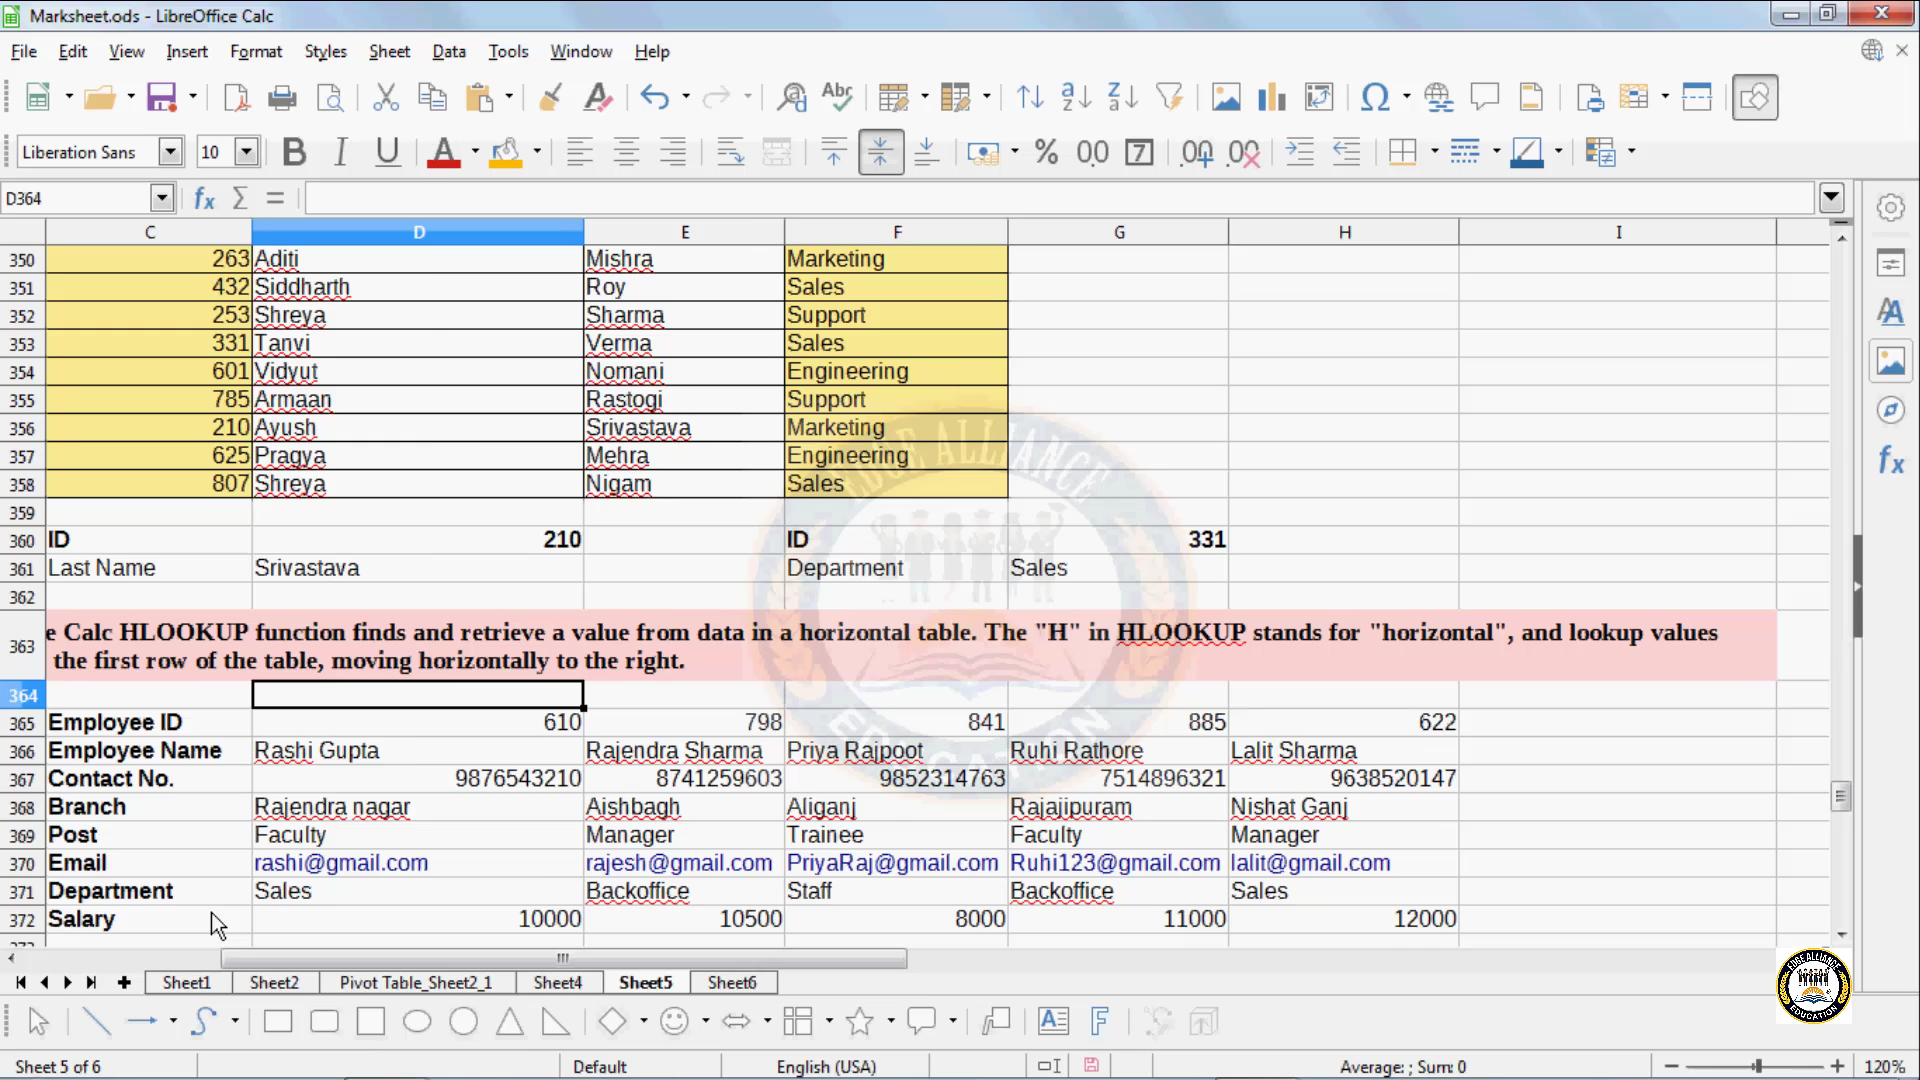 Marksheet.ods - LibreOffice Calc
File Edit View Insert Format Styles Sheet Data Tools Window Help
Liberation Sans 10
D364
C D E F G H I
350 263 Aditi Mishra Marketing
351 432 Siddharth Roy Sales
352 253 Shreya Sharma Support
353 331 Tanvi Verma Sales
354 601 Vidyut Nomani Engineering
355 785 Armaan Rastogi Support
356 210 Ayush Srivastava Marketing
357 625 Pragya Mehra Engineering
358 807 Shreya Nigam Sales
359
360 ID 210 ID 331
361 Last Name Srivastava Department Sales
362
e Calc HLOOKUP function finds and retrieve a value from data in a horizontal table. The "H" in HLOOKUP stands for "horizontal", and lookup values
363 the first row of the table, moving horizontally to the right.
364
365 Employee ID 610 798 841 885 622
366 Employee Name Rashi Gupta Rajendra Sharma Priya Rajpoot Ruhi Rathore Lalit Sharma
367 Contact No. 9876543210 8741259603 9852314763 7514896321 9638520147
368 Branch Rajendra nagar Aishbagh Aliganj Rajajipuram Nishat Ganj
369 Post Faculty Manager Trainee Faculty Manager
370 Email rashi@gmail.com rajesh@gmail.com PriyaRaj@gmail.com Ruhi123@gmail.com lalit@gmail.com
371 Department Sales Backoffice Staff Backoffice Sales
372 Salary 10000 10500 8000 11000 12000
EDGE ALLIANCE EDUCATION
Sheet1 Sheet2 Pivot Table_Sheet2_1 Sheet4 Sheet5 Sheet6
EDGE ALLIANCE EDUCATION
Sheet 5 of 6 Default English (USA) Average: ; Sum: 0 120%